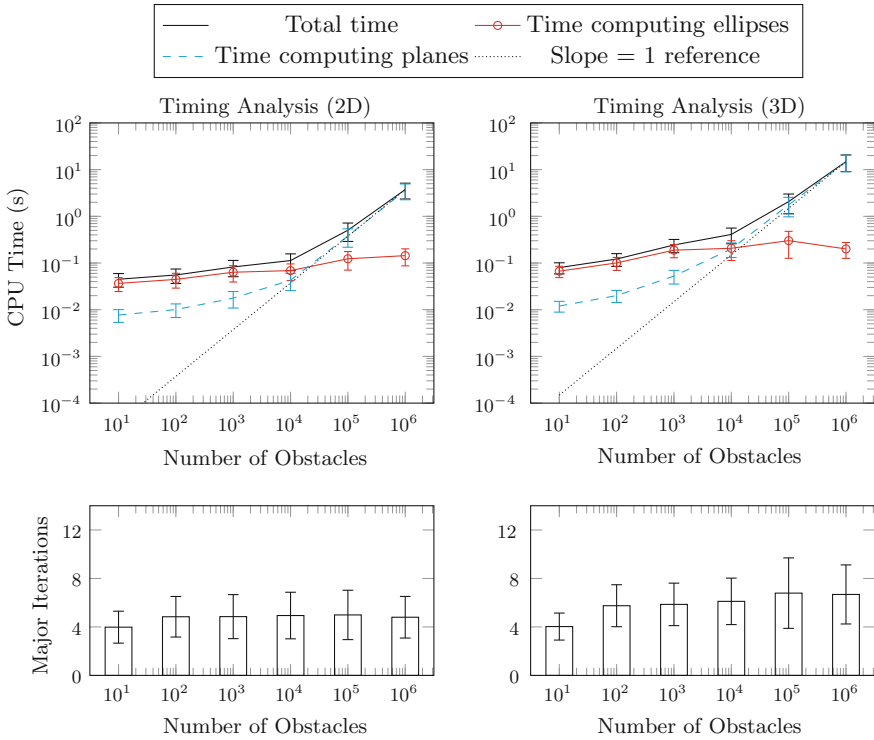 Total time
Time computing ellipses
Time computing planes
Slope = 1 reference
Timing Analysis (2D)
Timing Analysis (3D)
CPU Time (s)
10^2
10^1
10^0
10^−1
10^−2
10^−3
10^−4
10^1 10^2 10^3 10^4 10^5 10^6
Number of Obstacles
10^2
10^1
10^0
10^−1
10^−2
10^−3
10^−4
10^1 10^2 10^3 10^4 10^5 10^6
Number of Obstacles
Major Iterations
12
8
4
0
10^1 10^2 10^3 10^4 10^5 10^6
Number of Obstacles
12
8
4
0
10^1 10^2 10^3 10^4 10^5 10^6
Number of Obstacles